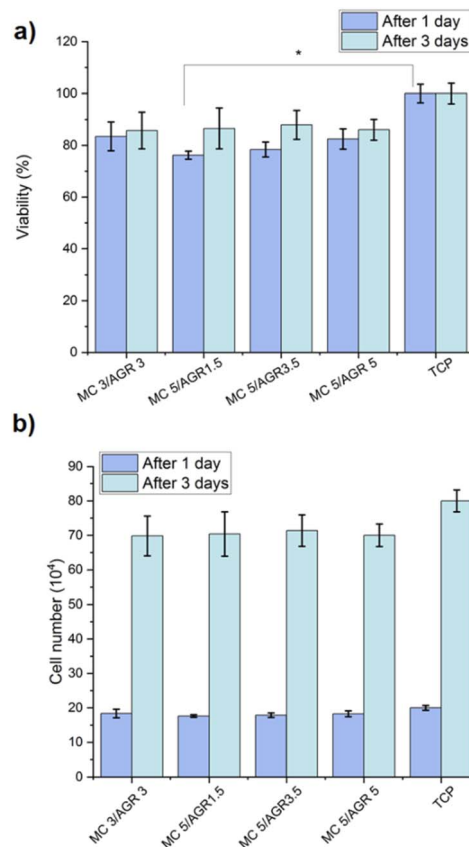 a)
After 1 day
After 3 days
*
120
100
80
60
40
20
0
Viability (%)
MC 3/AGR 3
MC 5/AGR1.5
MC 5/AGR3.5
MC 5/AGR 5
TCP
b)
After 1 day
After 3 days
90
80
70
60
50
40
30
20
10
0
Cell number (10⁴)
MC 3/AGR 3
MC 5/AGR1.5
MC 5/AGR3.5
MC 5/AGR 5
TCP